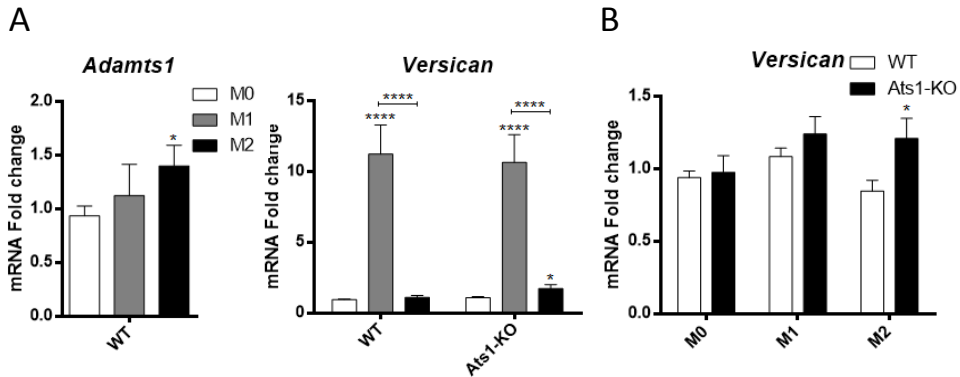 A
B
Adamts1
Versican
Versican
WT
Ats1-KO
M0
M1
M2
mRNA Fold change
2.0
1.5
1.0
0.5
0.0
*
WT
mRNA Fold change
15
10
5
0
****
****
****
****
*
WT
Ats1-KO
mRNA Fold change
1.5
1.0
0.5
0.0
*
M0
M1
M2